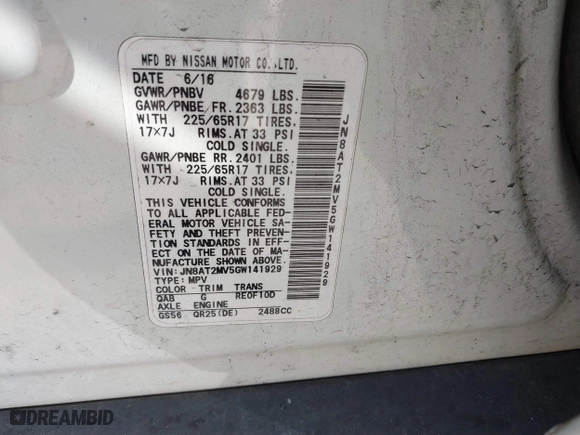 MFD BY NISSAN MOTOR CO.,LTD.
DATE 6/16
GVWR/PNBV 4679 LBS.
GAWR/PNBE FR. 2363 LBS.
WITH 225/65R17 TIRES.
17×7J RIMS.AT 33 PSI
COLD SINGLE.
GAWR/PNBE RR. 2401 LBS.
WITH 225/65R17 TIRES.
17×7J RIMS.AT 33 PSI
COLD SINGLE.
THIS VEHICLE CONFORMS
TO ALL APPLICABLE FED-
ERAL MOTOR VEHICLE SA-
FETY AND THEFT PREVEN-
TION STANDARDS IN EFF-
ECT ON THE DATE OF MA-
NUFACTURE SHOWN ABOVE.
VIN: JN8AT2MV5GW141929
TYPE: MPV
COLOR TRIM TRANS
QAB G RE0F10D
AXLE ENGINE
GS56 QR25(DE) 2488CC
JN8AT2MV5GW141929
DREAMBID